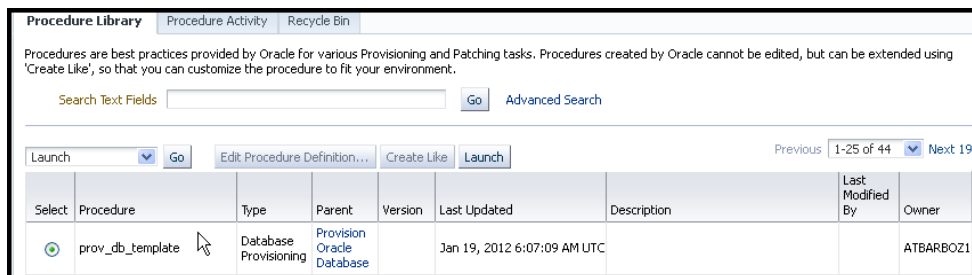 Procedure Library Procedure Activity Recycle Bin
Procedures are best practices provided by Oracle for various Provisioning and Patching tasks. Procedures created by Oracle cannot be edited, but can be extended using
'Create Like', so that you can customize the procedure to fit your environment.
Search Text Fields Go Advanced Search
Launch Go Edit Procedure Definition... Create Like Launch Previous 1-25 of 44 Next 19
Select Procedure Type Parent Version Last Updated Description Last Modified By Owner
prov_db_template Database Provisioning Provision Oracle Database Jan 19, 2012 6:07:09 AM UTC ATBARBOZ1